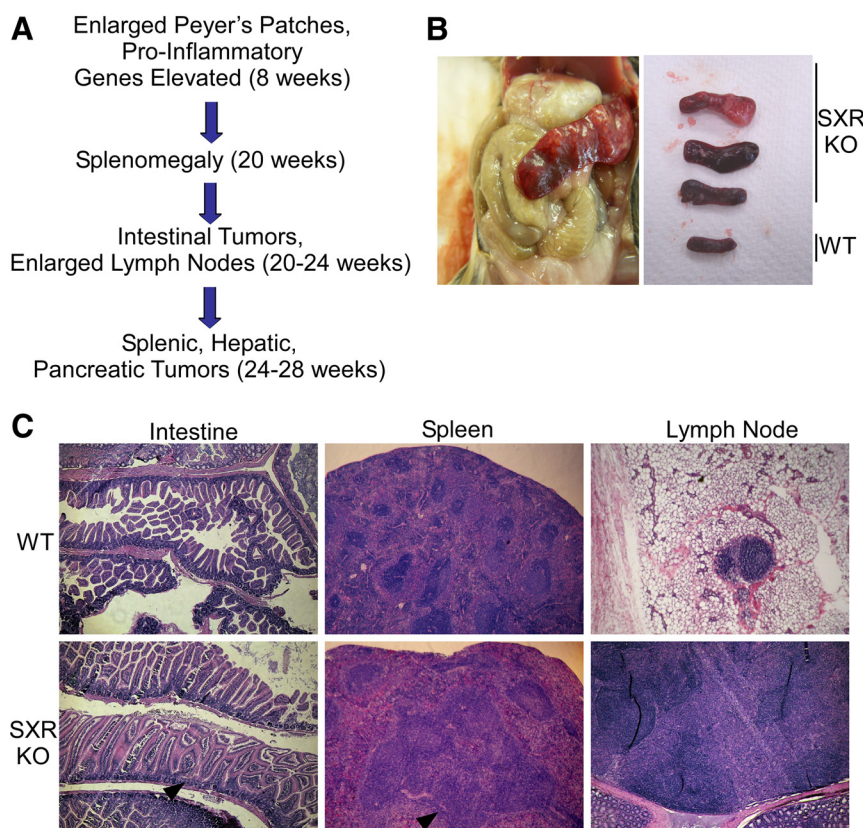 A
Enlarged Peyer's Patches,
Pro-Inflammatory
Genes Elevated (8 weeks)
Splenomegaly (20 weeks)
Intestinal Tumors,
Enlarged Lymph Nodes (20-24 weeks)
Splenic, Hepatic,
Pancreatic Tumors (24-28 weeks)
B
SXR
KO
WT
C
Intestine
Spleen
Lymph Node
WT
SXR
KO